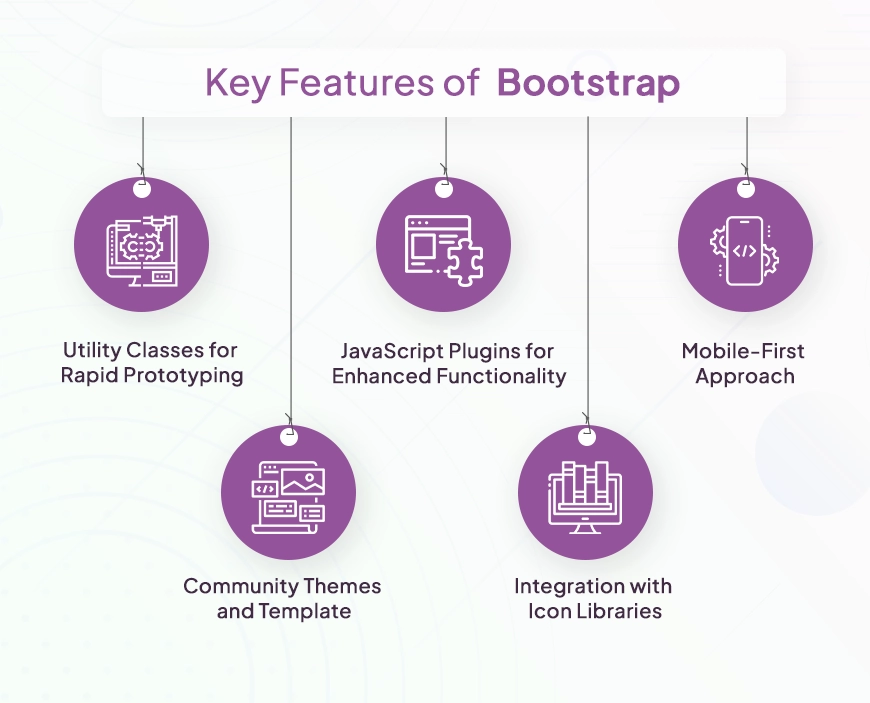 Key Features of Bootstrap
Utility Classes for
Rapid Prototyping
JavaScript Plugins for
Enhanced Functionality
Mobile-First
Approach
Community Themes
and Template
Integration with
Icon Libraries